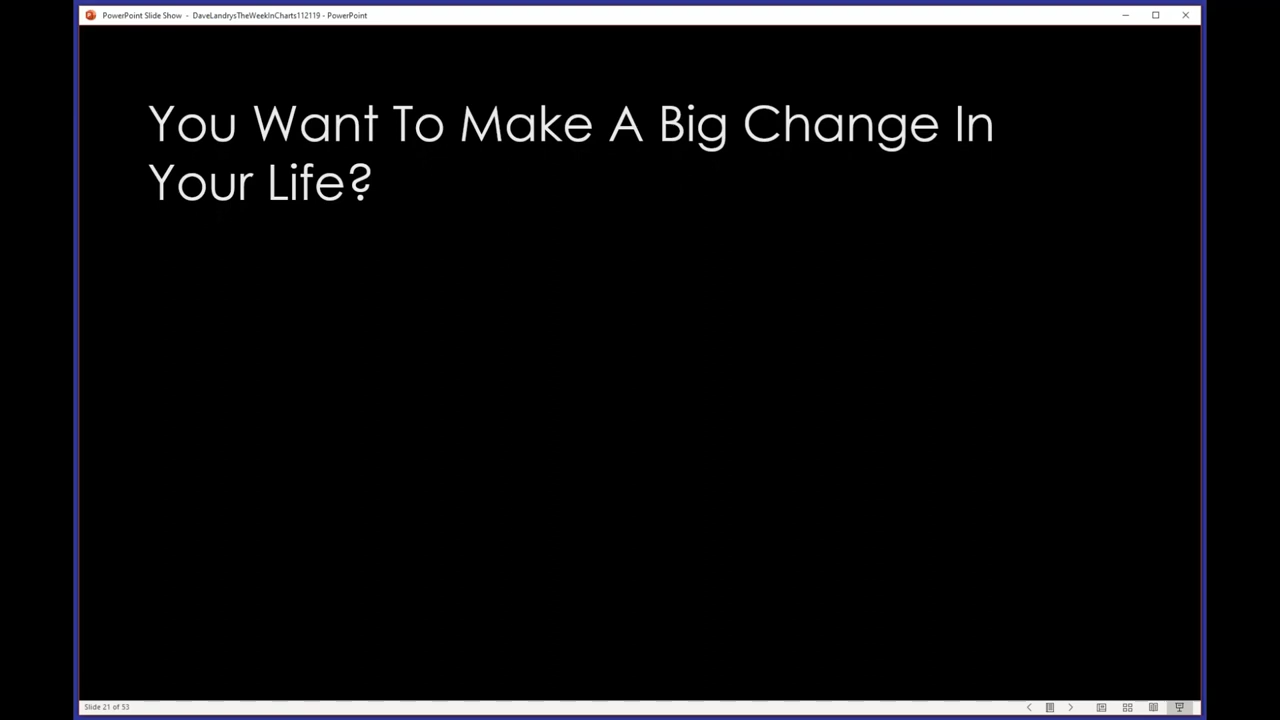 PowerPoint Slide Show - DaveLandrysTheWeekInCharts112119 - PowerPoint
You Want To Make A Big Change In
Your Life?
Slide 21 of 53